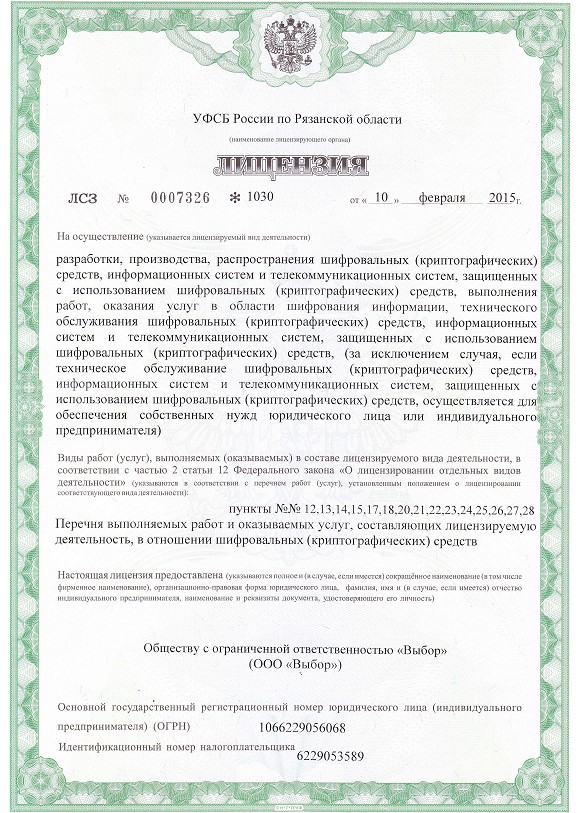 УФСБ России по Рязанской области
(наименование лицензирующего органа)
ЛИЦЕНЗИЯ
ЛСЗ № 0007326 * 1030 от « 10 » февраля 2015г.
На осуществление (указывается лицензируемый вид деятельности)
разработки, производства, распространения шифровальных (криптографических)
средств, информационных систем и телекоммуникационных систем, защищенных
с использованием шифровальных (криптографических) средств, выполнения
работ, оказания услуг в области шифрования информации, технического
обслуживания шифровальных (криптографических) средств, информационных
систем и телекоммуникационных систем, защищенных с использованием
шифровальных (криптографических) средств, (за исключением случая, если
техническое обслуживание шифровальных (криптографических) средств,
информационных систем и телекоммуникационных систем, защищенных с
использованием шифровальных (криптографических) средств, осуществляется для
обеспечения собственных нужд юридического лица или индивидуального
предпринимателя)
Виды работ (услуг), выполняемых (оказываемых) в составе лицензируемого вида деятельности, в
соответствии с частью 2 статьи 12 Федерального закона «О лицензировании отдельных видов
деятельности» (указываются в соответствии с перечнем работ (услуг), установленным положением о лицензировании
соответствующего вида деятельности):
пункты №№ 12,13,14,15,17,18,20,21,22,23,24,25,26,27,28
Перечня выполняемых работ и оказываемых услуг, составляющих лицензируемую
деятельность, в отношении шифровальных (криптографических) средств
Настоящая лицензия предоставлена (указываются полное и (в случае, если имеется) сокращённое наименование (в том числе
фирменное наименование), организационно-правовая форма юридического лица, фамилия, имя и (в случае, если имеется) отчество
индивидуального предпринимателя, наименование и реквизиты документа, удостоверяющего его личность)
Обществу с ограниченной ответственностью «Выбор»
(ООО «Выбор»)
Основной государственный регистрационный номер юридического лица (индивидуального
предпринимателя) (ОГРН) 1066229056068
Идентификационный номер налогоплательщика 6229053589